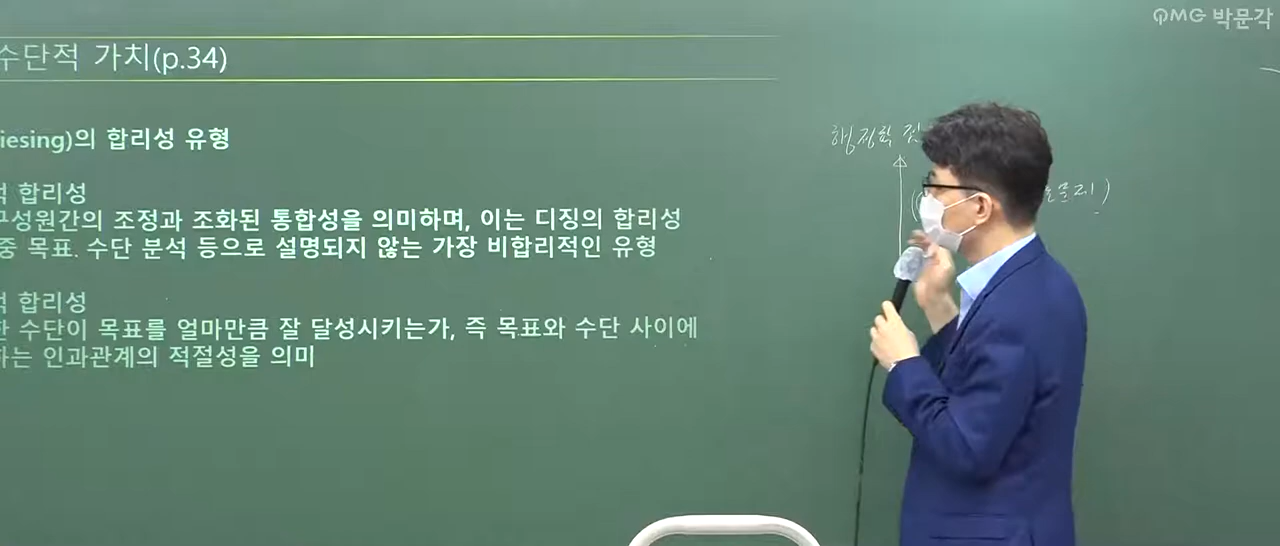 PMG 박문각
수단적 가치(p.34)
iesing)의 합리성 유형
적 합리성
구성원간의 조정과 조화된 통합성을 의미하며, 이는 디징의 합리성
중 목표. 수단 분석 등으로 설명되지 않는 가장 비합리적인 유형
적 합리성
한 수단이 목표를 얼마만큼 잘 달성시키는가, 즉 목표와 수단 사이에
하는 인과관계의 적절성을 의미
행정학